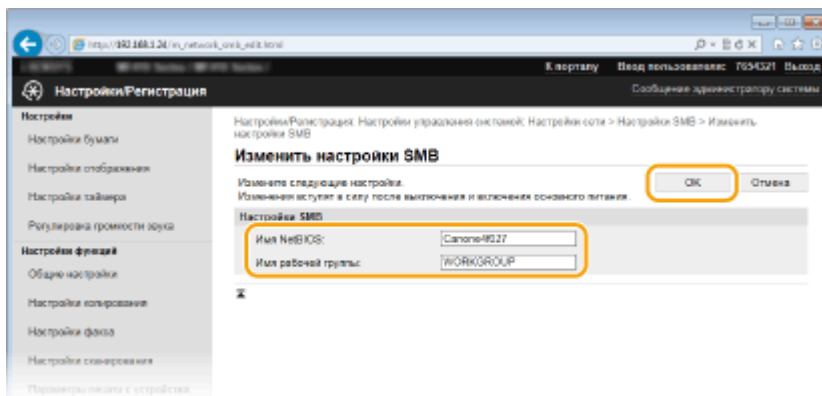 http://192.168.1.24/m_network_smb_edit.html
К порталу Вход пользователя: 7654321 Выход
Настройки/Регистрация
Сообщение администратору системы
Настройки
Настройки бумаги
Настройки отображения
Настройки таймера
Регулировка громкости звука
Настройки функций
Общие настройки
Настройки копирования
Настройки факса
Настройки сканирования
Параметры печати с устройства
Настройки/Регистрация: Настройки управления системой: Настройки сети > Настройки SMB > Изменить
настройки SMB
Изменить настройки SMB
Измените следующие настройки.
Изменения вступят в силу после выключения и включения основного питания.
OK Отмена
Настройки SMB
Имя NetBIOS:
Имя рабочей группы: WORKGROUP